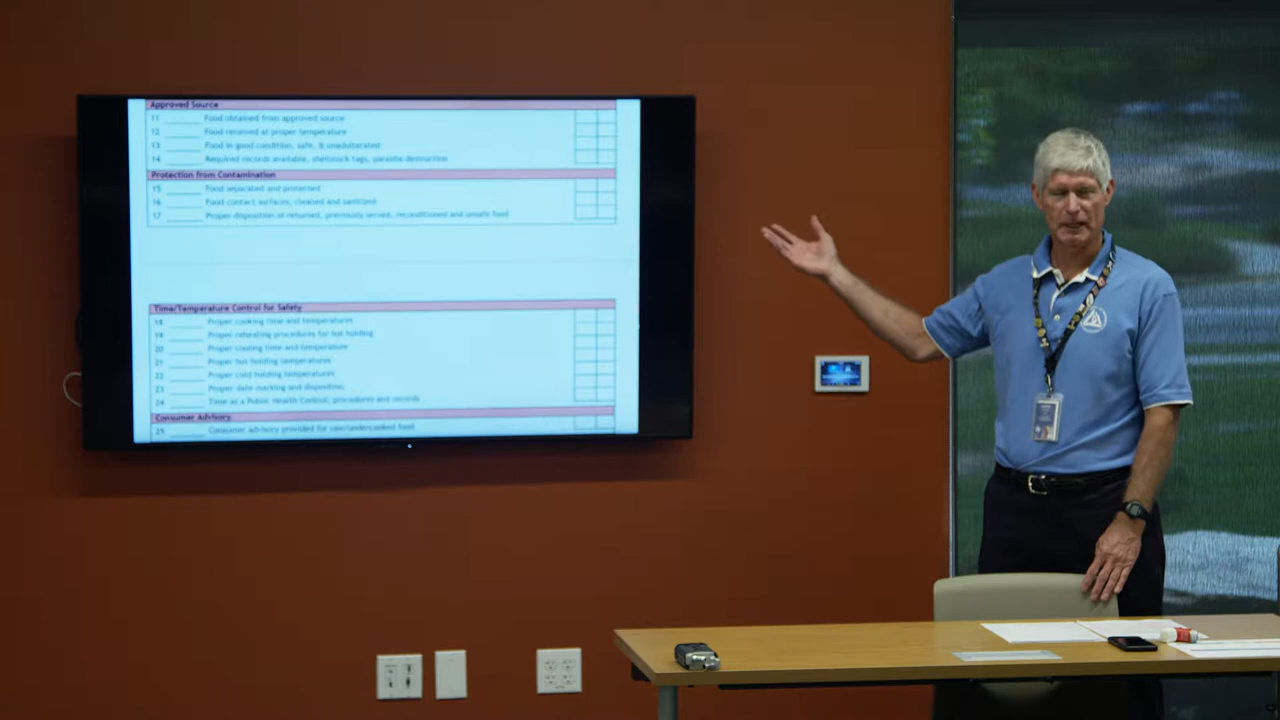 Approved Source
11 Food obtained from approved source
12 Food received at proper temperature
13 Food in good condition, safe, & unadulterated
14 Required records available, shellstock tags, parasite destruction
Protection from Contamination
15 Food separated and protected
16 Food contact surfaces; cleaned and sanitized
17 Proper disposition of returned, previously served, reconditioned and unsafe food
Time/Temperature Control for Safety
18 Proper cooking time and temperatures
19 Proper reheating procedures for hot holding
20 Proper cooling time and temperature
21 Proper hot holding temperatures
22 Proper cold holding temperatures
23 Proper date marking and disposition
24 Time as a Public Health Control; procedures and records
Consumer Advisory
25 Consumer advisory provided for raw/undercooked food